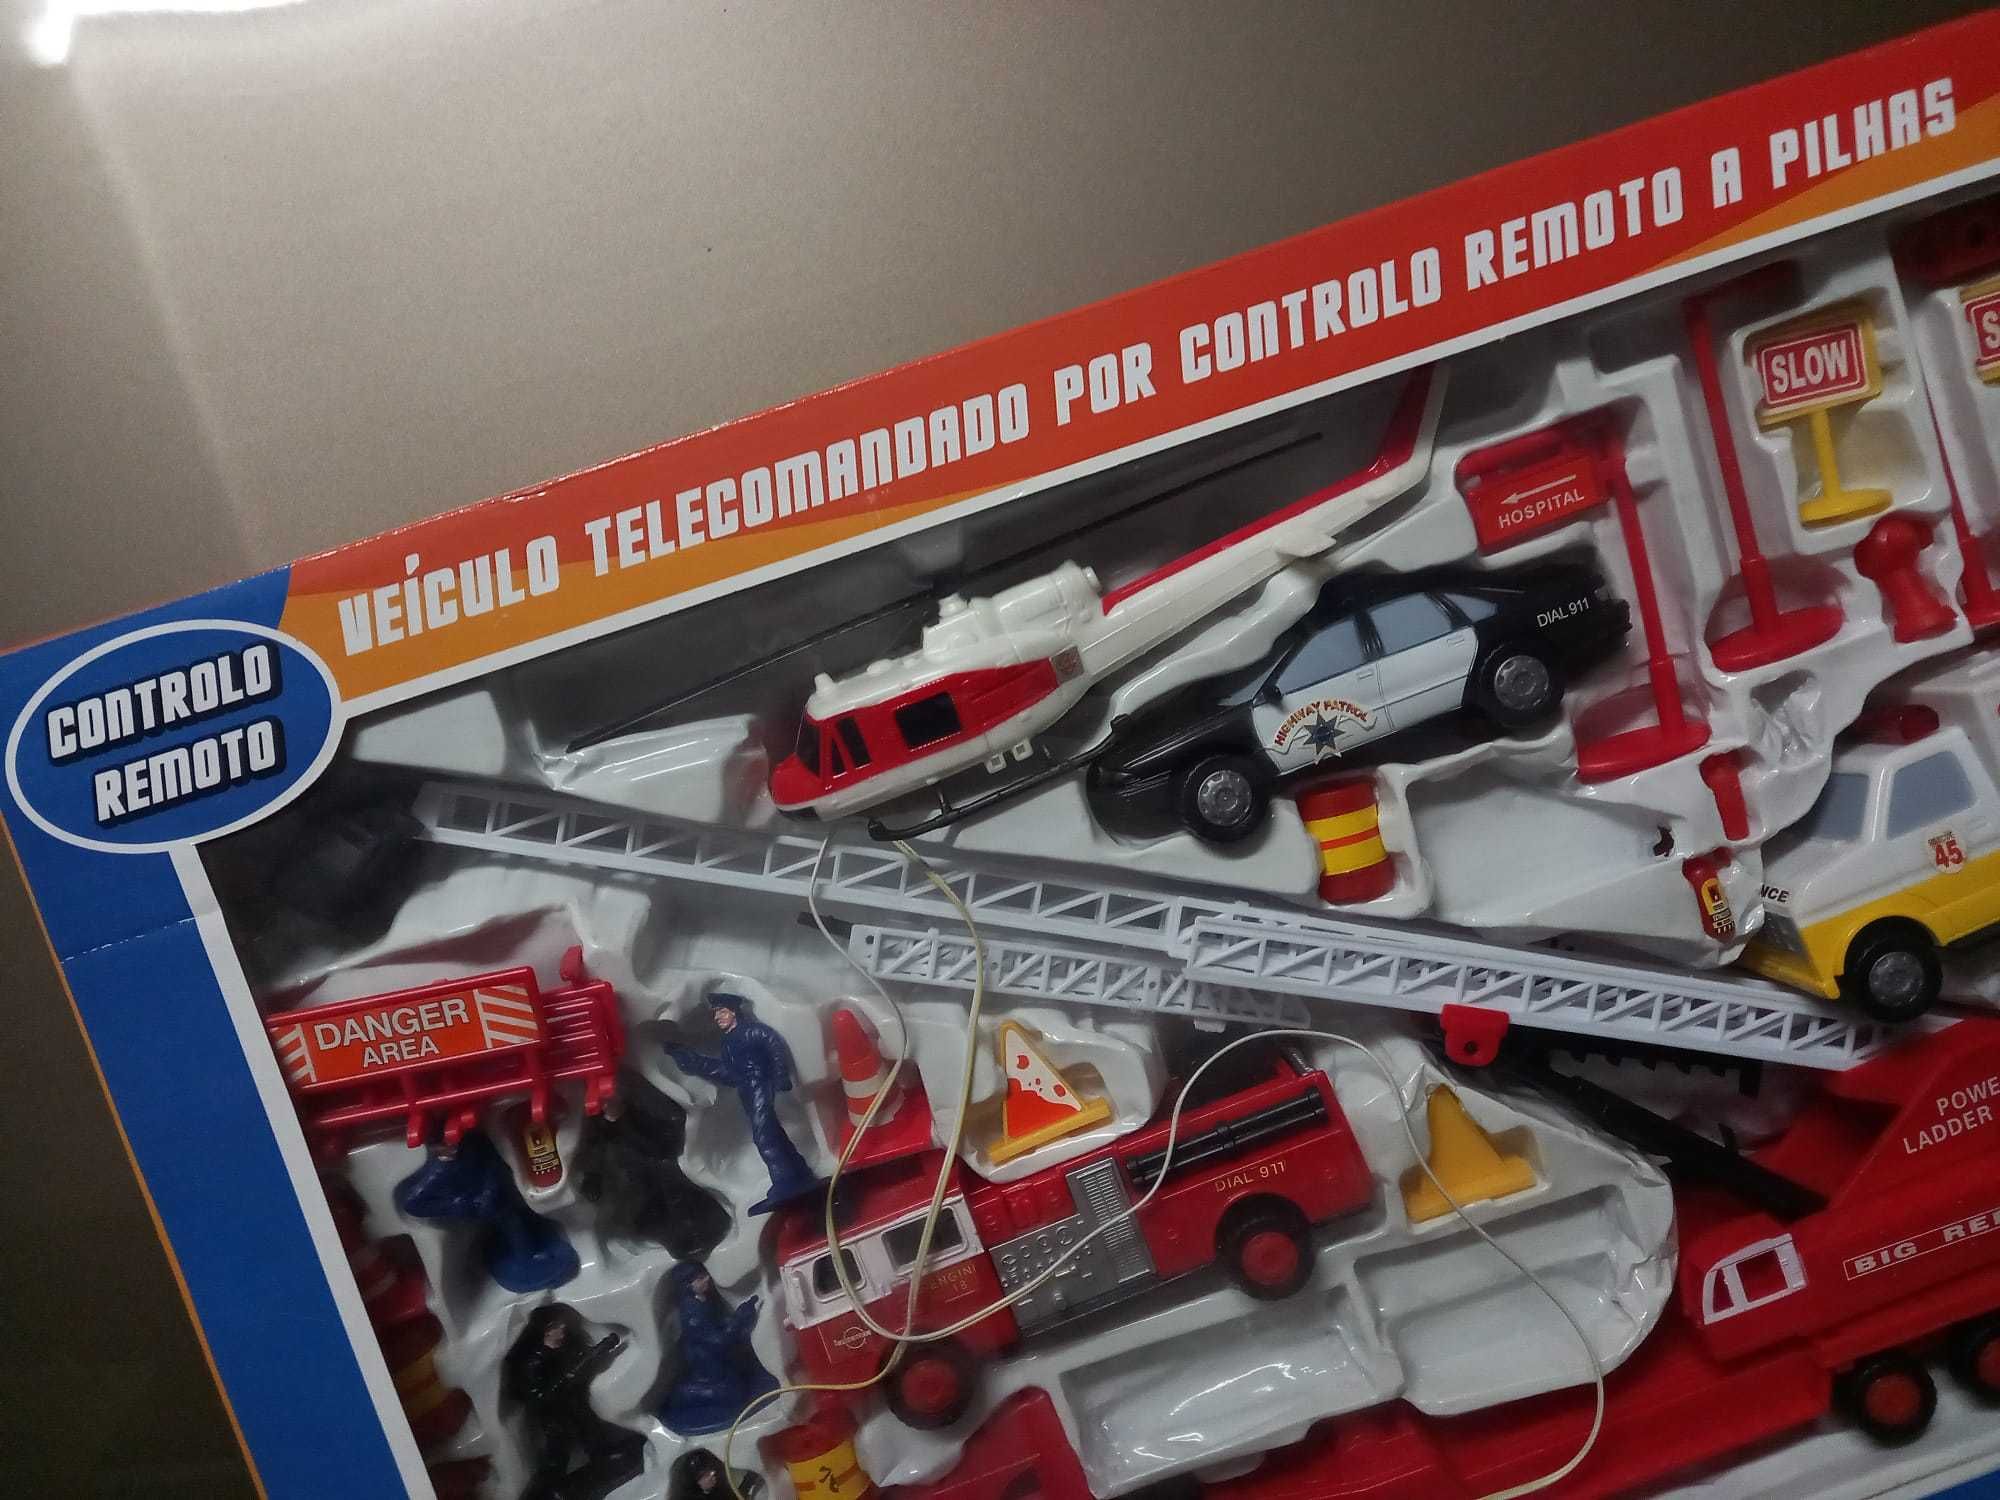 VEÍCULO TELECOMANDADO POR CONTROLO REMOTO A PILHAS
CONTROLO
REMOTO
SLOW
HOSPITAL
DIAL 911
HIGHWAY PATROL
45
DANGER
AREA
DIAL 911
LADDER
BIG RE